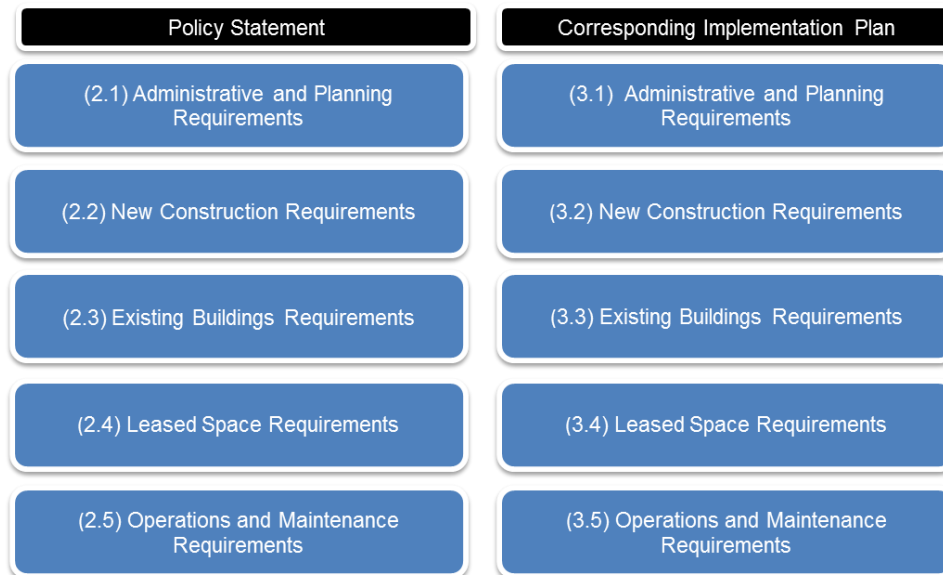 Policy Statement
Corresponding Implementation Plan
(2.1) Administrative and Planning
Requirements
(3.1) Administrative and Planning
Requirements
(2.2) New Construction Requirements
(3.2) New Construction Requirements
(2.3) Existing Buildings Requirements
(3.3) Existing Buildings Requirements
(2.4) Leased Space Requirements
(3.4) Leased Space Requirements
(2.5) Operations and Maintenance
Requirements
(3.5) Operations and Maintenance
Requirements